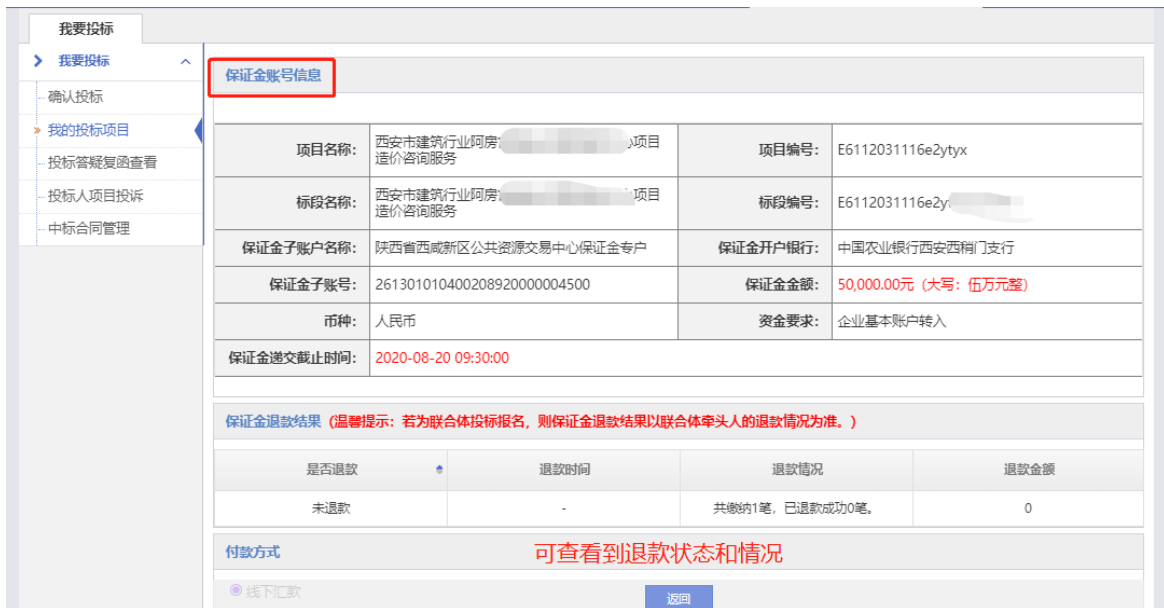 我要投标
我要投标
确认投标
我的投标项目
投标答疑复函查看
投标人项目投诉
中标合同管理
保证金账号信息
项目名称: 西安市建筑行业阿房 项目
造价咨询服务
项目编号: E6112031116e2ytyx
标段名称: 西安市建筑行业阿房 项目
造价咨询服务
标段编号: E6112031116e2y
保证金子账户名称: 陕西省西咸新区公共资源交易中心保证金专户
保证金开户银行: 中国农业银行西安西稍门支行
保证金子账号: 261301010400208920000004500
保证金金额: 50,000.00元（大写：伍万元整）
币种: 人民币
资金要求: 企业基本账户转入
保证金递交截止时间: 2020-08-20 09:30:00
保证金退款结果（温馨提示：若为联合体投标报名，则保证金退款结果以联合体牵头人的退款情况为准。）
是否退款 退款时间 退款情况 退款金额
未退款 - 共缴纳1笔，已退款成功0笔。 0
付款方式
可查看到退款状态和情况
线下汇款
返回